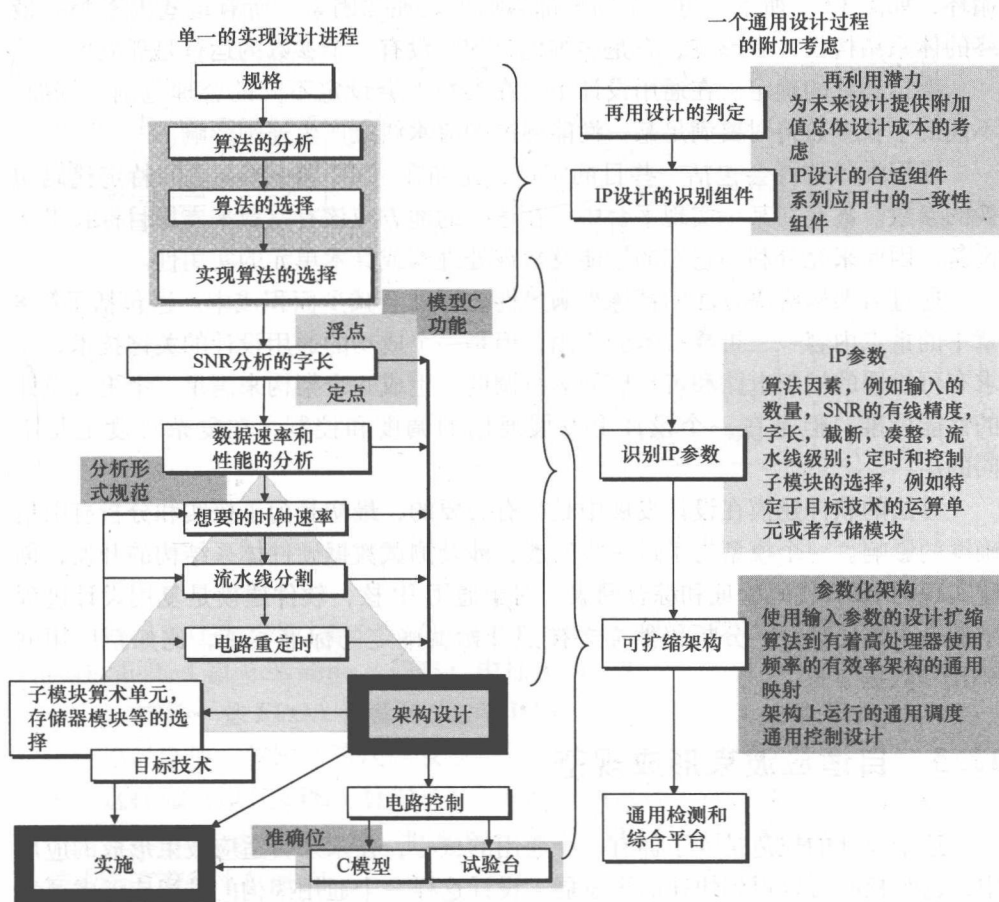 单一的实现设计进程
一个通用设计过程
的附加考虑
规格
算法的分析
算法的选择
实现算法的选择
模型C
功能
浮点
SNR分析的字长
定点
数据速率和
性能的分析
分析形
式规范
想要的时钟速率
流水线分割
电路重定时
子模块算术单元,
存储器模块等的选
择
架构设计
目标技术
电路控制
准确位
实施
C模型
试验台
再用设计的判定
IP设计的识别组件
识别IP参数
可扩缩架构
通用检测和
综合平台
再利用潜力
为未来设计提供附加
值总体设计成本的考
虑
IP设计的合适组件
系列应用中的一致性
组件
IP参数
算法因素，例如输入的
数量，SNR的有线精度，
字长，截断，凑整，流
水线级别；定时和控制
子模块的选择，例如特
定于目标技术的运算单
元或者存储模块
参数化架构
使用输入参数的设计扩缩
算法到有着高处理器使用
频率的有效率架构的通用
映射
架构上运行的通用调度
通用控制设计